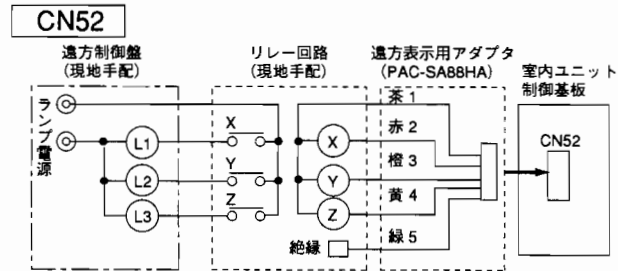 CN52
遠方制御盤
(現地手配)
リレー回路
(現地手配)
遠方表示用アダプタ
(PAC-SA88HA)
室内ユニット
制御基板
ランプ電源
L1
L2
L3
X
Y
Z
X
Y
Z
絶縁
茶 1
赤 2
橙 3
黄 4
緑 5
CN52